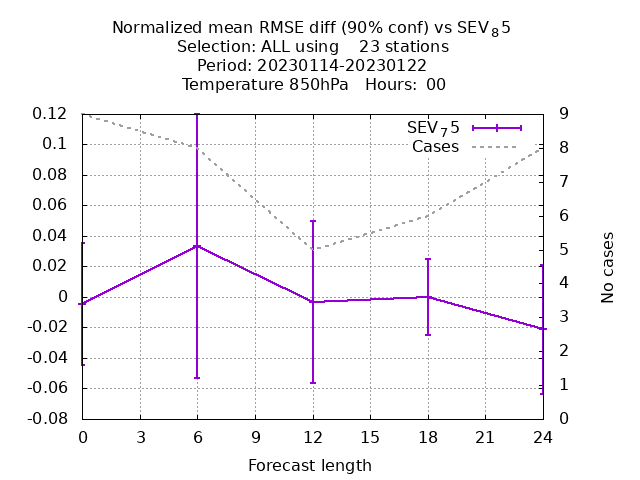 Normalized mean RMSE diff (90% conf) vs SEV₈5
Selection: ALL using    23 stations
Period: 20230114-20230122
Temperature 850hPa   Hours:  00
SEV₇5
Cases
0.12
0.1
0.08
0.06
0.04
0.02
0
-0.02
-0.04
-0.06
-0.08
9
8
7
6
5
4
3
2
1
0
No cases
0 3 6 9 12 15 18 21 24
Forecast length